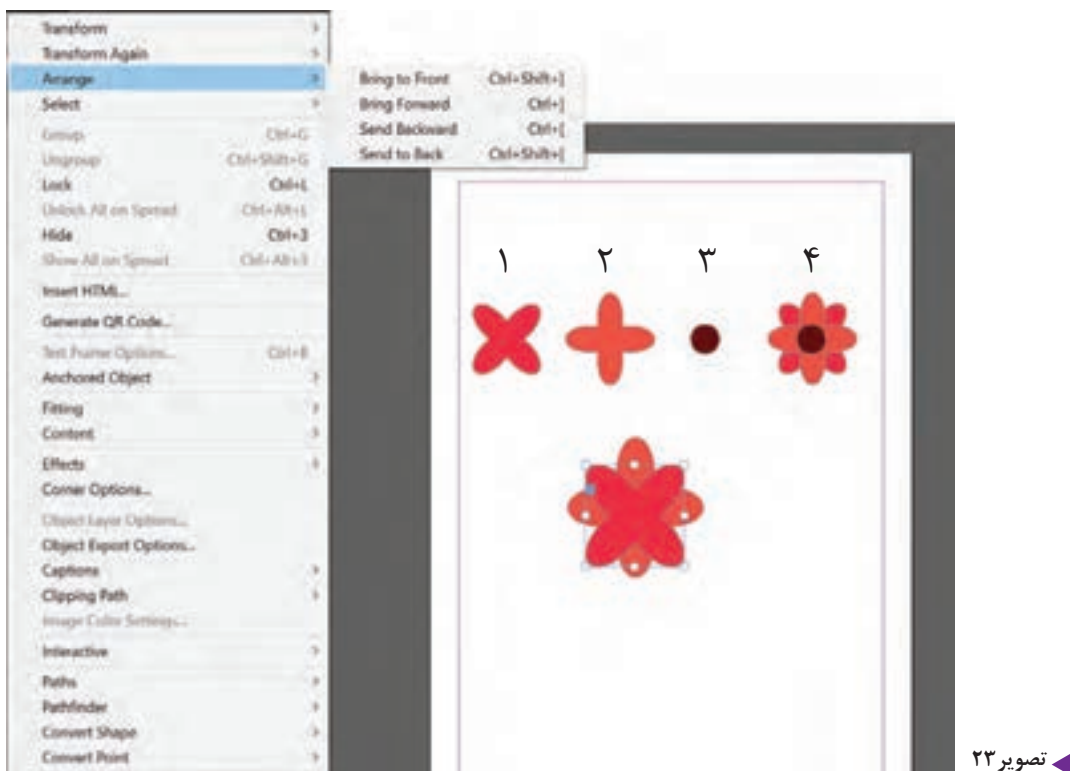 Transform
Transform Again
Arrange
Select
Group Ctrl+G
Ungroup Ctrl+Shift+G
Lock Ctrl+L
Unlock All on Spread Ctrl+Alt+L
Hide Ctrl+3
Show All on Spread Ctrl+Alt+3
Insert HTML...
Generate QR Code...
Text Frame Options... Ctrl+B
Anchored Object
Fitting
Content
Effects
Corner Options...
Object Layer Options...
Object Export Options...
Captions
Clipping Path
Image Color Settings...
Interactive
Paths
Pathfinder
Convert Shape
Convert Point
Bring to Front Ctrl+Shift+]
Bring Forward Ctrl+]
Send Backward Ctrl+[
Send to Back Ctrl+Shift+[
۱ ۲ ۳ ۴
تصویر۲۳